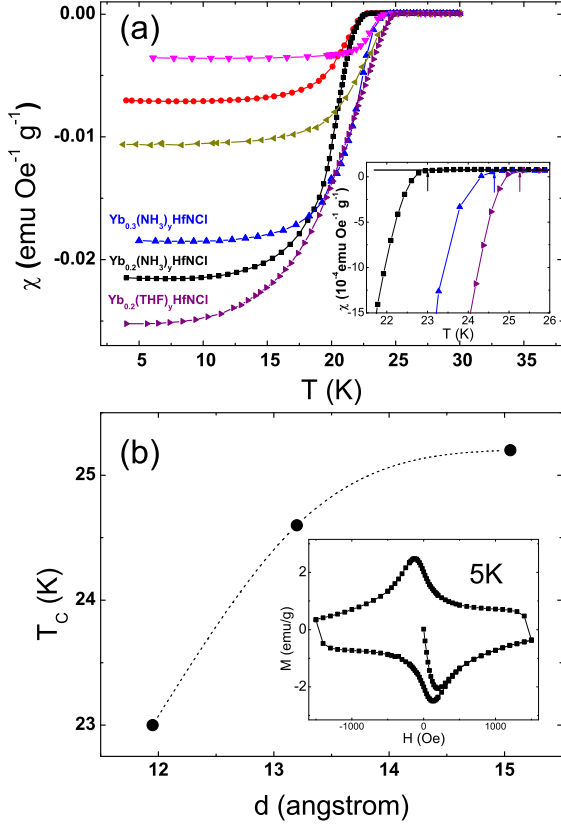 (a)
χ (emu Oe⁻¹ g⁻¹)
0.00
-0.01
-0.02
Yb0.3(NH3)yHfNCl
Yb0.2(NH3)yHfNCl
Yb0.2(THF)yHfNCl
5 10 15 20 25 30 35
T (K)
χ (10⁻⁴ emu Oe⁻¹ g⁻¹)
0
-5
-10
-15
22 23 24 25 26
T (K)
(b)
T_C (K)
25
24
23
5K
M (emu/g)
2
0
-2
-1000 0 1000
H (Oe)
12 13 14 15
d (angstrom)